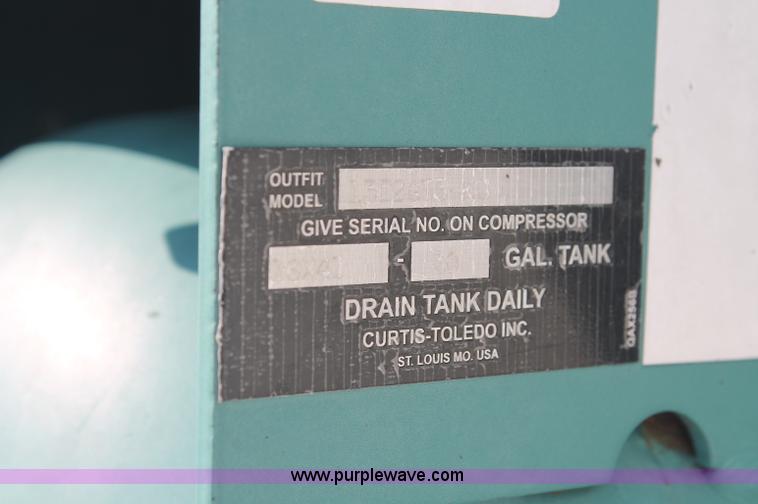 OUTFIT MODEL
GIVE SERIAL NO. ON COMPRESSOR
- GAL. TANK
DRAIN TANK DAILY
CURTIS-TOLEDO INC.
ST. LOUIS MO. USA
QAX256B
www.purplewave.com